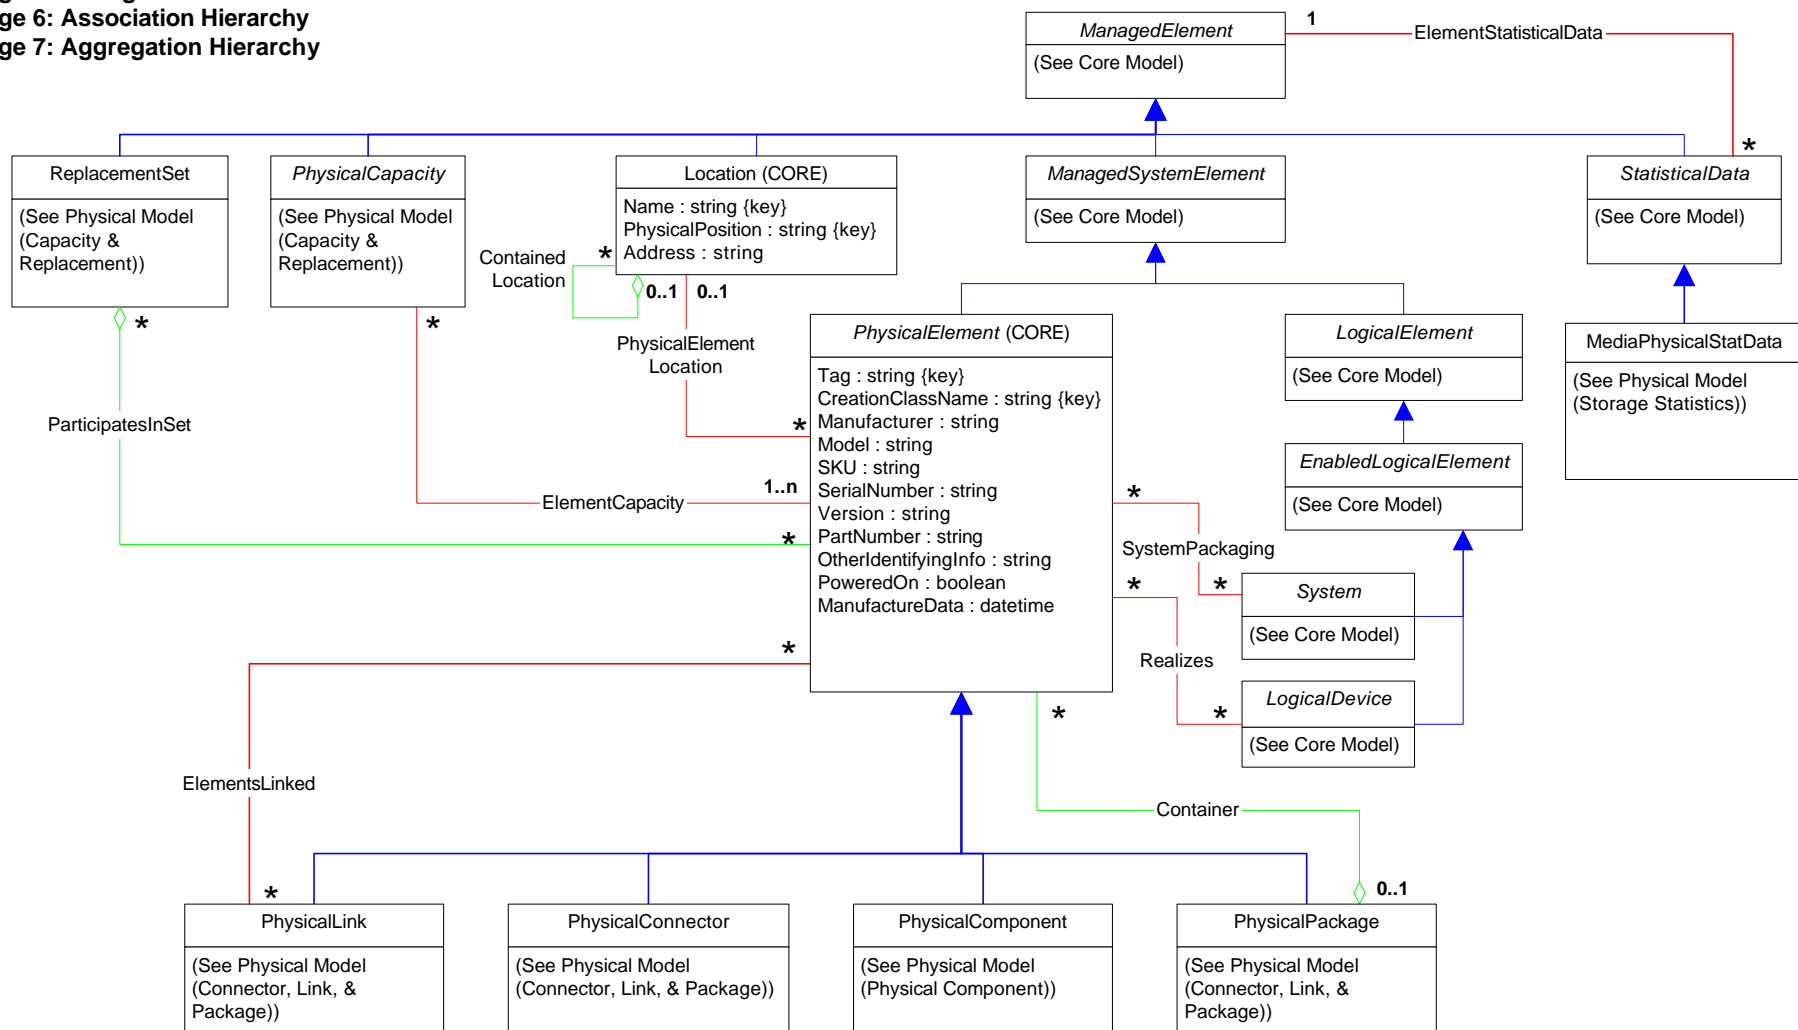 ge 6: Association Hierarchy
ge 7: Aggregation Hierarchy
ManagedElement
(See Core Model)
1
ElementStatisticalData
*
ReplacementSet
(See Physical Model
(Capacity &
Replacement))
PhysicalCapacity
(See Physical Model
(Capacity &
Replacement))
Location (CORE)
Name : string {key}
PhysicalPosition : string {key}
Address : string
ManagedSystemElement
(See Core Model)
StatisticalData
(See Core Model)
Contained
Location
*
0..1
0..1
*
*
PhysicalElement
Location
*
PhysicalElement (CORE)
Tag : string {key}
CreationClassName : string {key}
Manufacturer : string
Model : string
SKU : string
SerialNumber : string
Version : string
PartNumber : string
OtherIdentifyingInfo : string
PoweredOn : boolean
ManufactureData : datetime
LogicalElement
(See Core Model)
MediaPhysicalStatData
(See Physical Model
(Storage Statistics))
ParticipatesInSet
*
EnabledLogicalElement
(See Core Model)
ElementCapacity
1..n
*
SystemPackaging
*
System
(See Core Model)
*
Realizes
*
LogicalDevice
(See Core Model)
*
*
ElementsLinked
*
Container
0..1
PhysicalLink
(See Physical Model
(Connector, Link, &
Package))
PhysicalConnector
(See Physical Model
(Connector, Link, & Package))
PhysicalComponent
(See Physical Model
(Physical Component))
PhysicalPackage
(See Physical Model
(Connector, Link, &
Package))